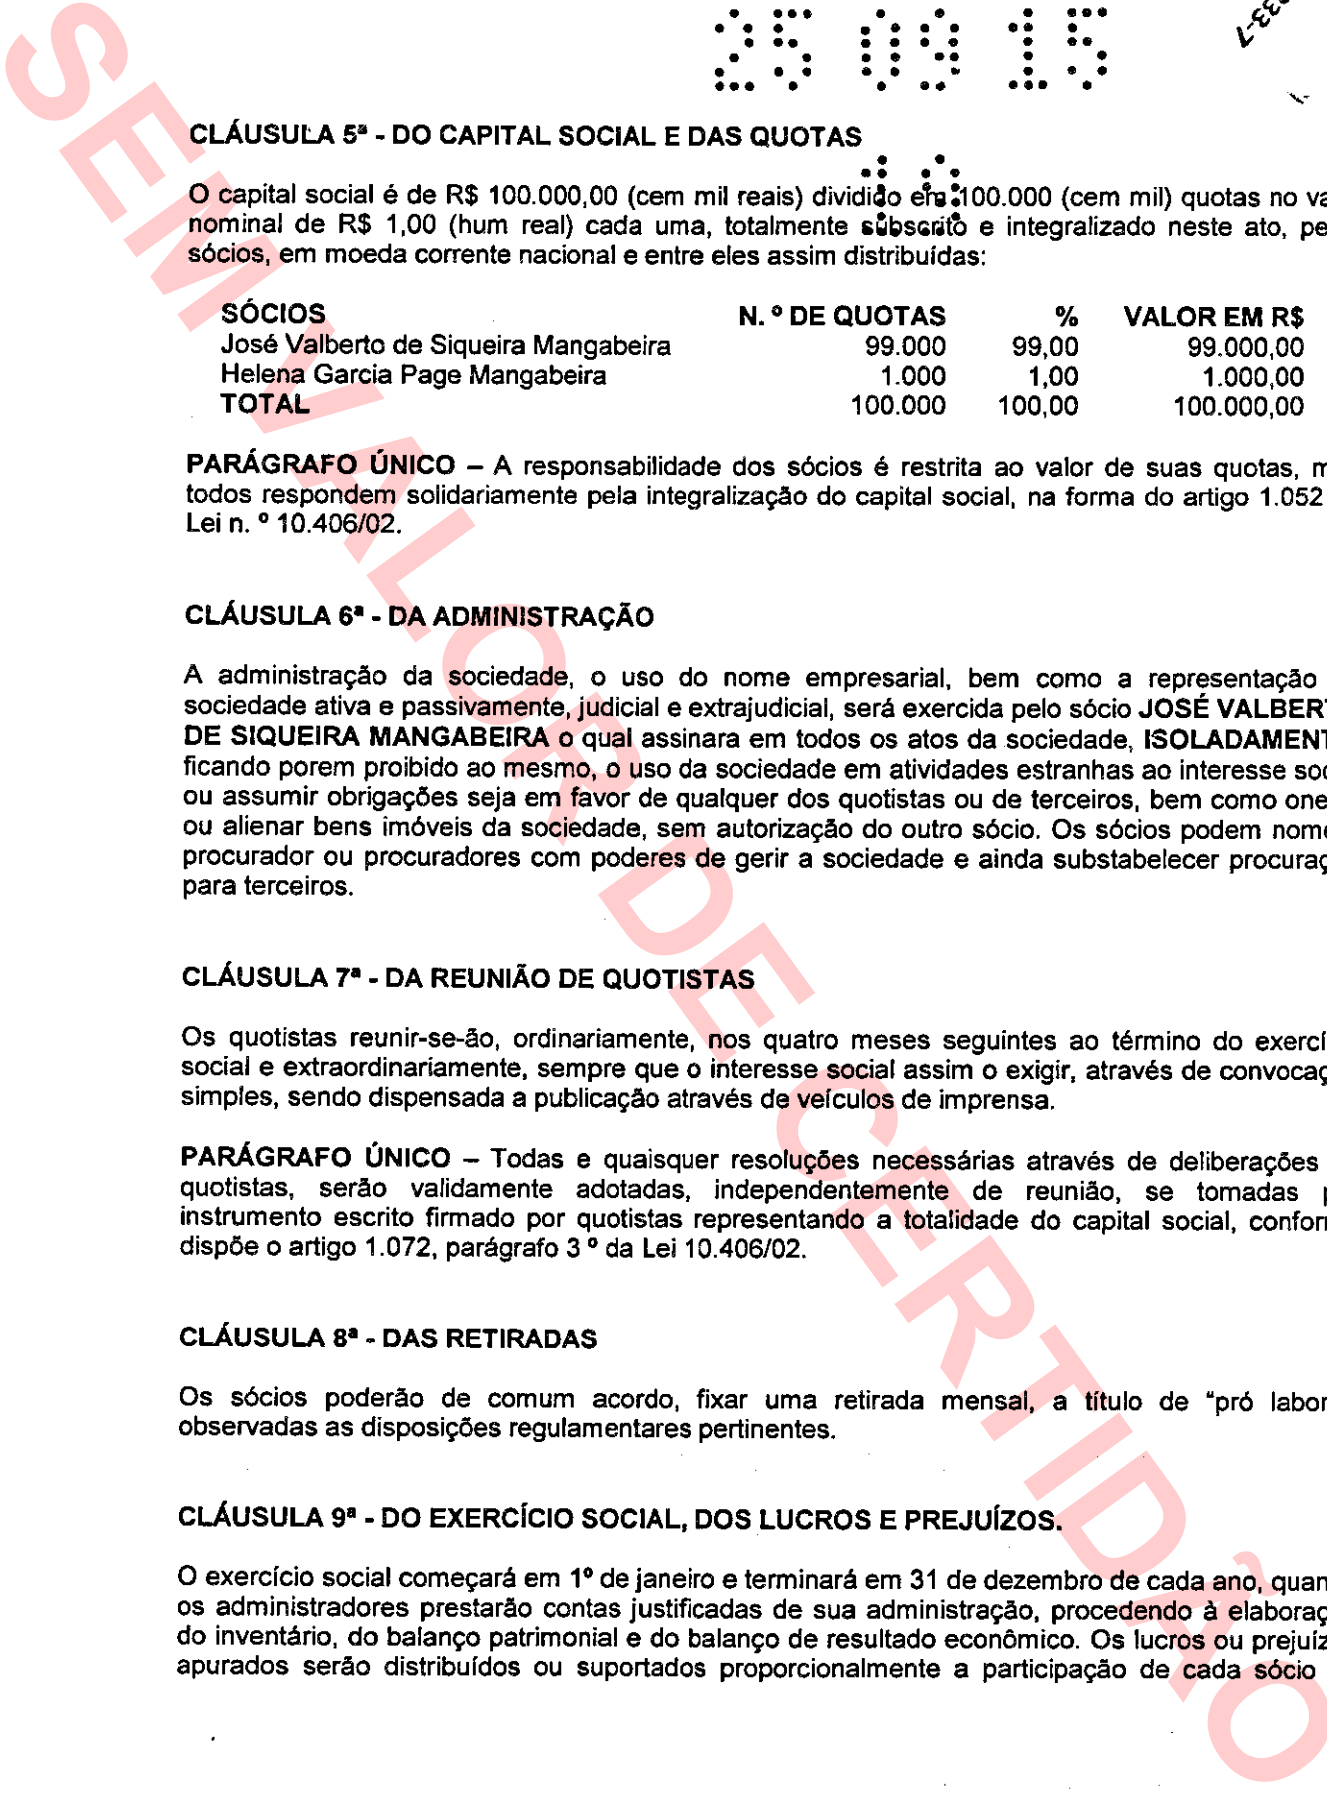 25 09 15
33-7
CLÁUSULA 5ª - DO CAPITAL SOCIAL E DAS QUOTAS
O capital social é de R$ 100.000,00 (cem mil reais) dividido em 100.000 (cem mil) quotas no va
nominal de R$ 1,00 (hum real) cada uma, totalmente subscrito e integralizado neste ato, pe
sócios, em moeda corrente nacional e entre eles assim distribuídas:
SÓCIOS N. º DE QUOTAS % VALOR EM R$
José Valberto de Siqueira Mangabeira 99.000 99,00 99.000,00
Helena Garcia Page Mangabeira 1.000 1,00 1.000,00
TOTAL 100.000 100,00 100.000,00
PARÁGRAFO ÚNICO – A responsabilidade dos sócios é restrita ao valor de suas quotas, m
todos respondem solidariamente pela integralização do capital social, na forma do artigo 1.052
Lei n. º 10.406/02.
CLÁUSULA 6ª - DA ADMINISTRAÇÃO
A administração da sociedade, o uso do nome empresarial, bem como a representação
sociedade ativa e passivamente, judicial e extrajudicial, será exercida pelo sócio JOSÉ VALBERT
DE SIQUEIRA MANGABEIRA o qual assinara em todos os atos da sociedade, ISOLADAMENT
ficando porem proibido ao mesmo, o uso da sociedade em atividades estranhas ao interesse soc
ou assumir obrigações seja em favor de qualquer dos quotistas ou de terceiros, bem como one
ou alienar bens imóveis da sociedade, sem autorização do outro sócio. Os sócios podem nome
procurador ou procuradores com poderes de gerir a sociedade e ainda substabelecer procuraç
para terceiros.
CLÁUSULA 7ª - DA REUNIÃO DE QUOTISTAS
Os quotistas reunir-se-ão, ordinariamente, nos quatro meses seguintes ao término do exercí
social e extraordinariamente, sempre que o interesse social assim o exigir, através de convocaç
simples, sendo dispensada a publicação através de veículos de imprensa.
PARÁGRAFO ÚNICO – Todas e quaisquer resoluções necessárias através de deliberações
quotistas, serão validamente adotadas, independentemente de reunião, se tomadas p
instrumento escrito firmado por quotistas representando a totalidade do capital social, conform
dispõe o artigo 1.072, parágrafo 3 º da Lei 10.406/02.
CLÁUSULA 8ª - DAS RETIRADAS
Os sócios poderão de comum acordo, fixar uma retirada mensal, a título de “pró labor
observadas as disposições regulamentares pertinentes.
CLÁUSULA 9ª - DO EXERCÍCIO SOCIAL, DOS LUCROS E PREJUÍZOS.
O exercício social começará em 1º de janeiro e terminará em 31 de dezembro de cada ano, quan
os administradores prestarão contas justificadas de sua administração, procedendo à elaboraç
do inventário, do balanço patrimonial e do balanço de resultado econômico. Os lucros ou prejuíz
apurados serão distribuídos ou suportados proporcionalmente a participação de cada sócio
SEM VALOR DE CERTIDÃO